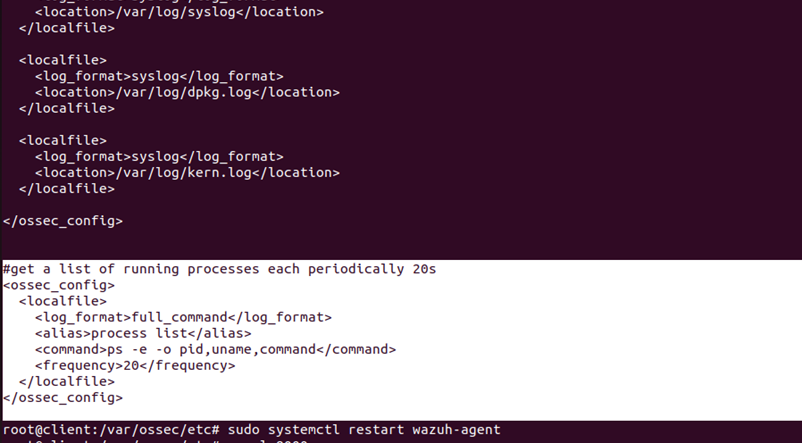 <location>/var/log/syslog</location>
</localfile>
<localfile>
<log_format>syslog</log_format>
<location>/var/log/dpkg.log</location>
</localfile>
<localfile>
<log_format>syslog</log_format>
<location>/var/log/kern.log</location>
</localfile>
</ossec_config>
#get a list of running processes each periodically 20s
<ossec_config>
<localfile>
<log_format>full_command</log_format>
<alias>process list</alias>
<command>ps -e -o pid,uname,command</command>
<frequency>20</frequency>
</localfile>
</ossec_config>
root@client:/var/ossec/etc# sudo systemctl restart wazuh-agent